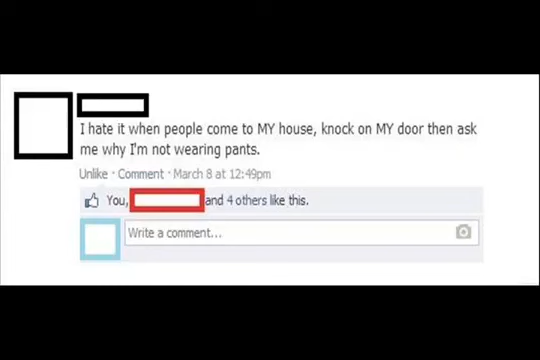 I hate it when people come to MY house, knock on MY door then ask
me why I'm not wearing pants.
Unlike · Comment · March 8 at 12:49pm
You, and 4 others like this.
Write a comment...